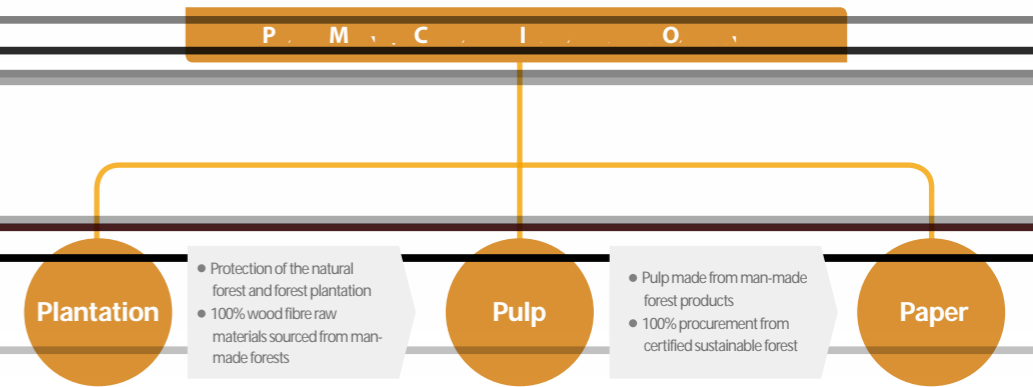 Plantation
● Protection of the natural
forest and forest plantation
● 100% wood fibre raw
materials sourced from man-
made forests
Pulp
● Pulp made from man-made
forest products
● 100% procurement from
certified sustainable forest
Paper